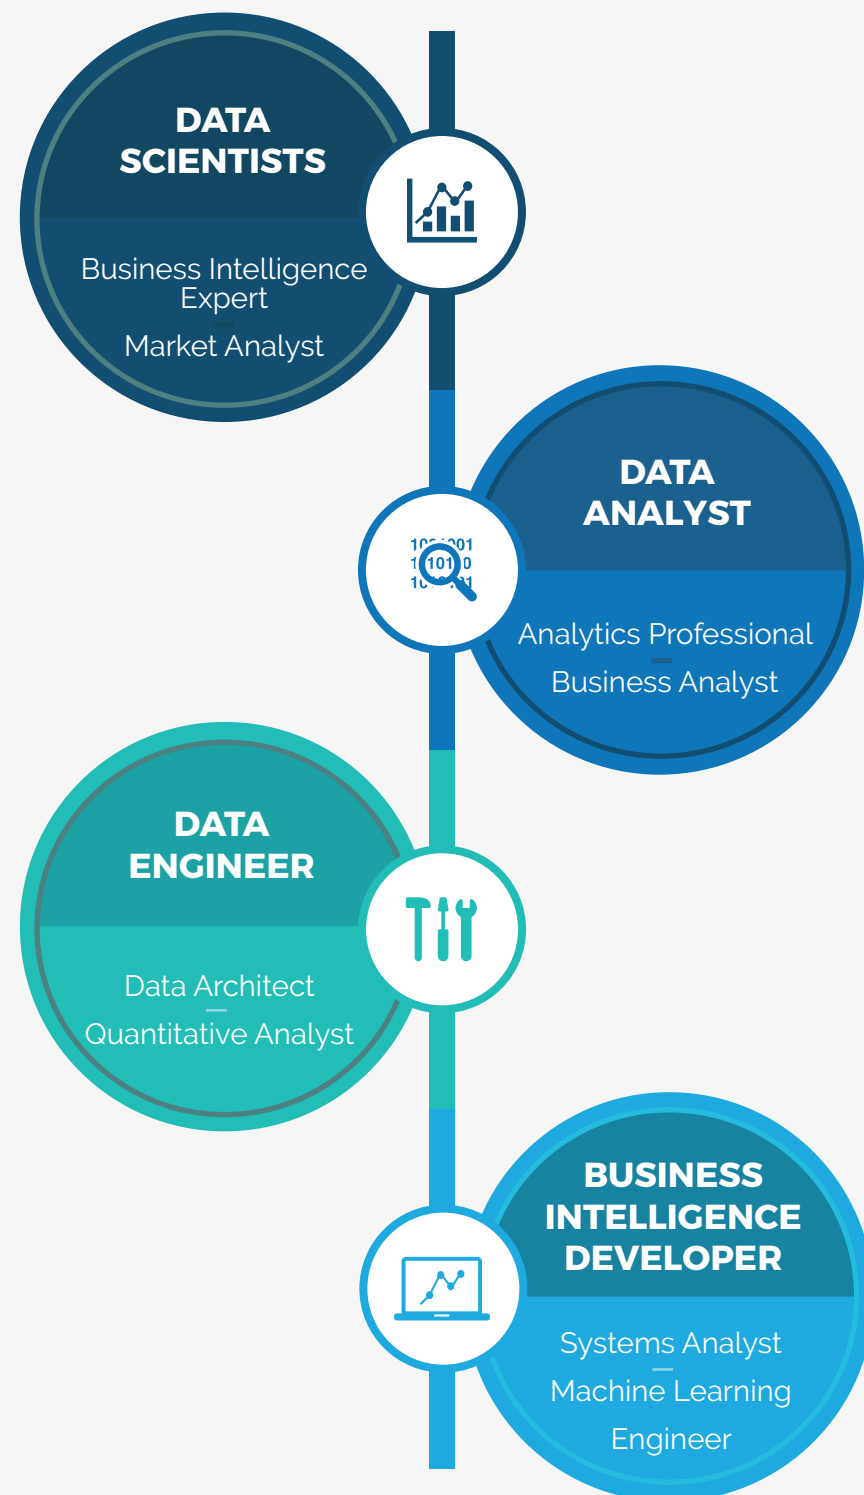 DATA
SCIENTISTS
Business Intelligence
Expert
Market Analyst
DATA
ANALYST
Analytics Professional
Business Analyst
DATA
ENGINEER
Data Architect
Quantitative Analyst
BUSINESS
INTELLIGENCE
DEVELOPER
Systems Analyst
Machine Learning
Engineer